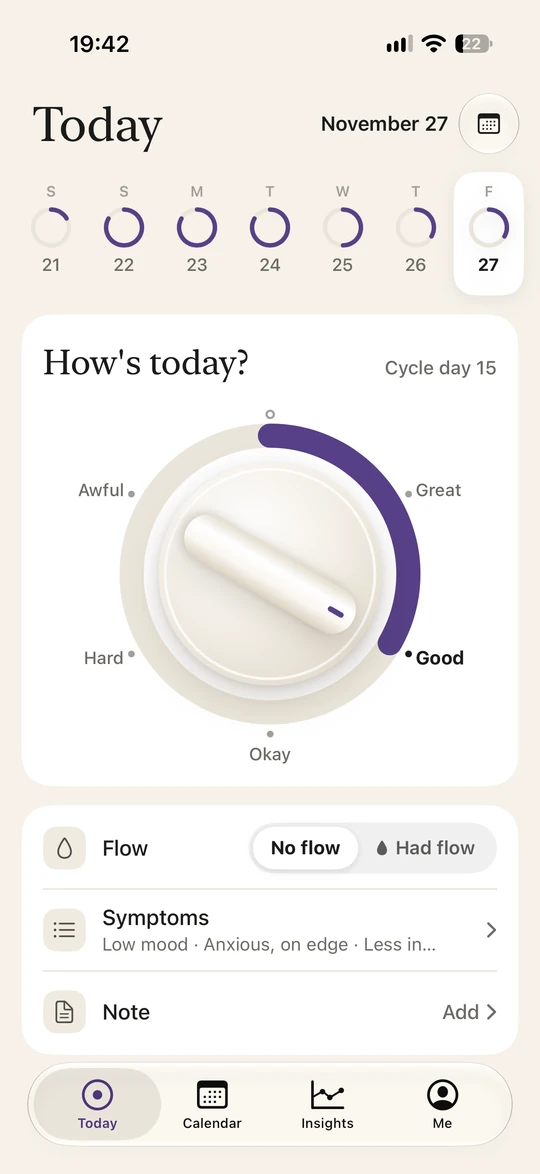 19:42
22
Today
November 27
S S M T W T F
21 22 23 24 25 26 27
How's today?
Cycle day 15
Awful
Great
Hard
Good
Okay
Flow
No flow
Had flow
Symptoms
Low mood · Anxious, on edge · Less in...
Note
Add
Today
Calendar
Insights
Me